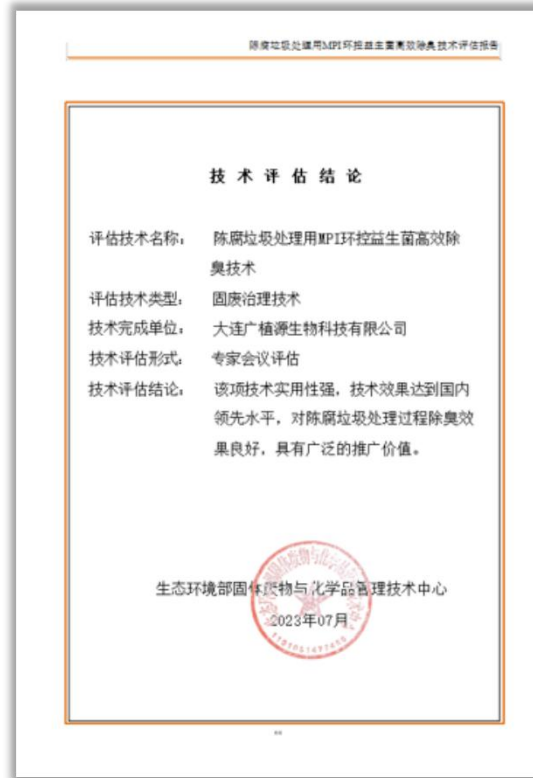 陈腐垃圾处理用MPI环控益生菌高效除臭技术评估报告
技术评估结论
评估技术名称： 陈腐垃圾处理用MPI环控益生菌高效除
臭技术
评估技术类型： 固废治理技术
技术完成单位： 大连广植源生物科技有限公司
技术评估形式： 专家会议评估
技术评估结论： 该项技术实用性强，技术效果达到国内
领先水平，对陈腐垃圾处理过程除臭效
果良好，具有广泛的推广价值。
生态环境部固体废物与化学品管理技术中心
2023年07月